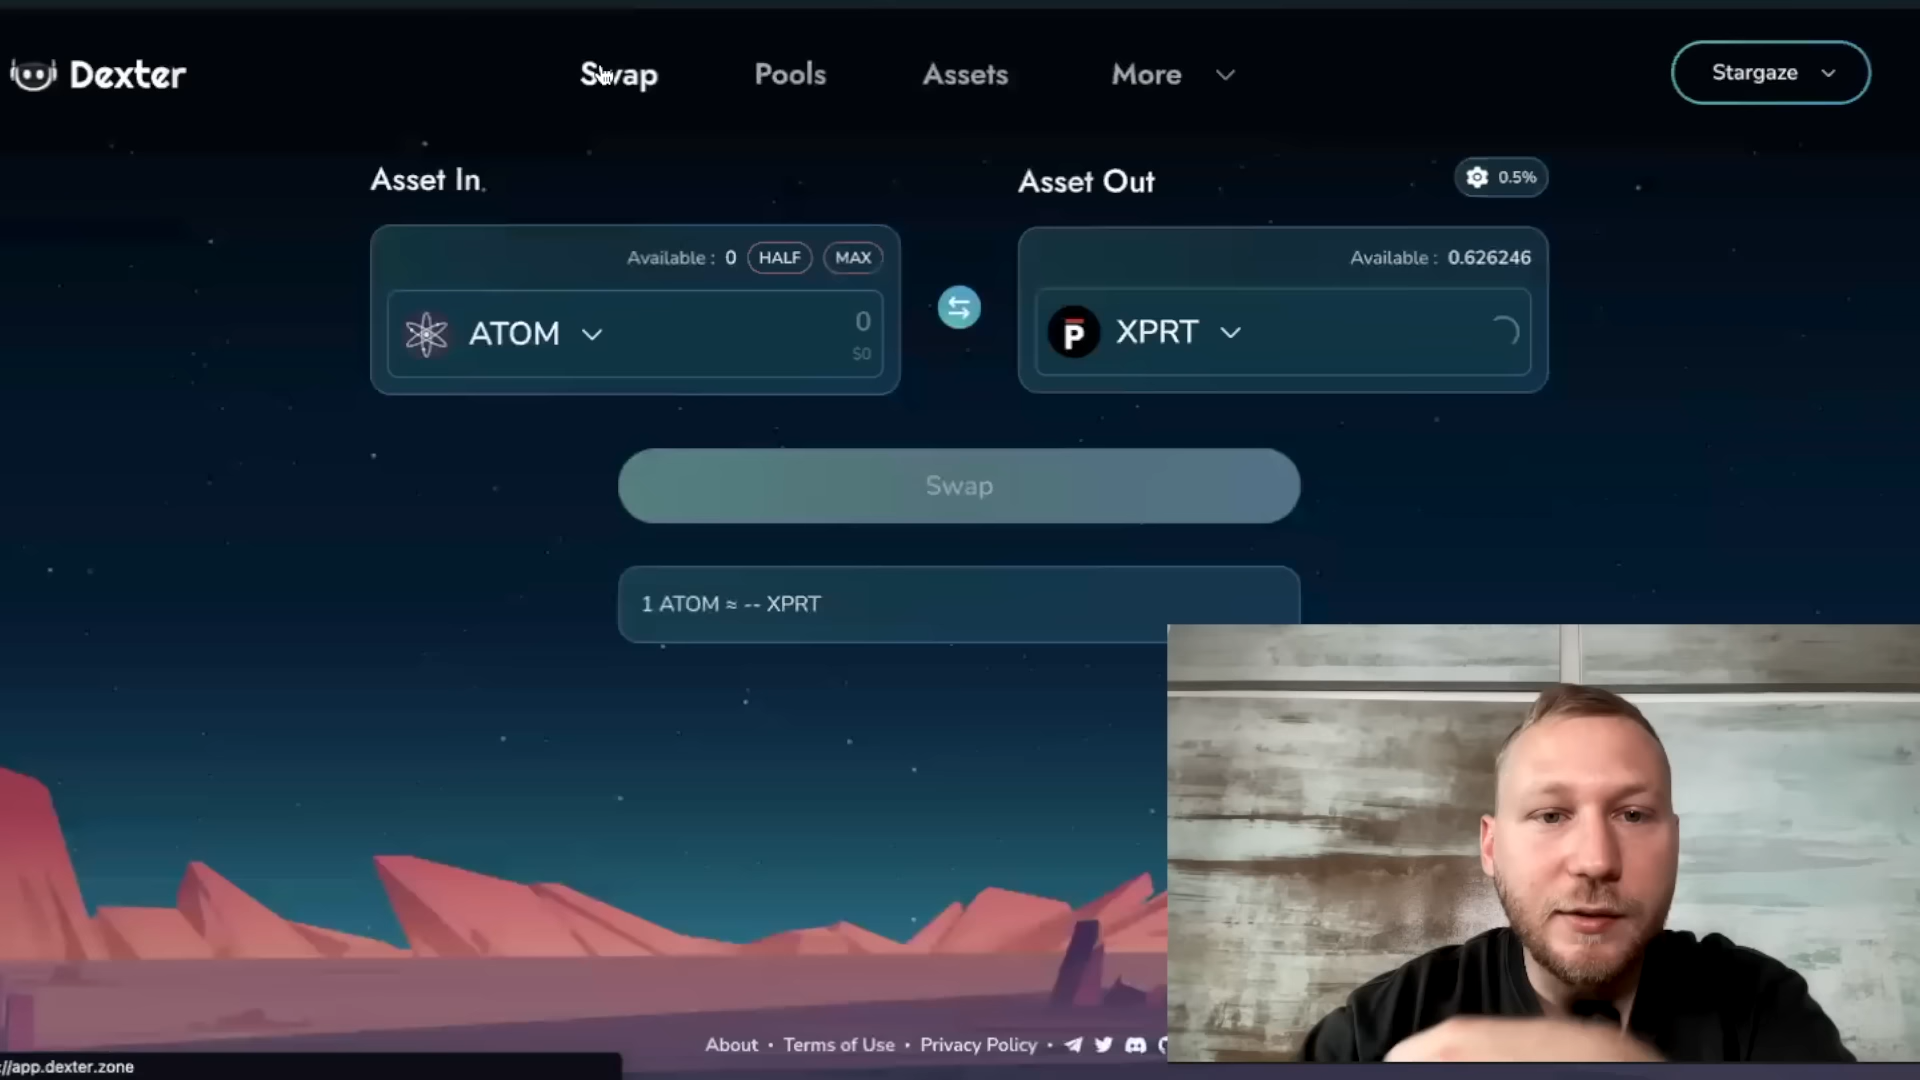 Dexter
Swap
Pools
Assets
More
Stargaze
Asset In
Asset Out
0.5%
Available : 0
HALF
MAX
Available : 0.626246
ATOM
0
$0
XPRT
Swap
1 ATOM ≈ -- XPRT
About • Terms of Use • Privacy Policy •
//app.dexter.zone